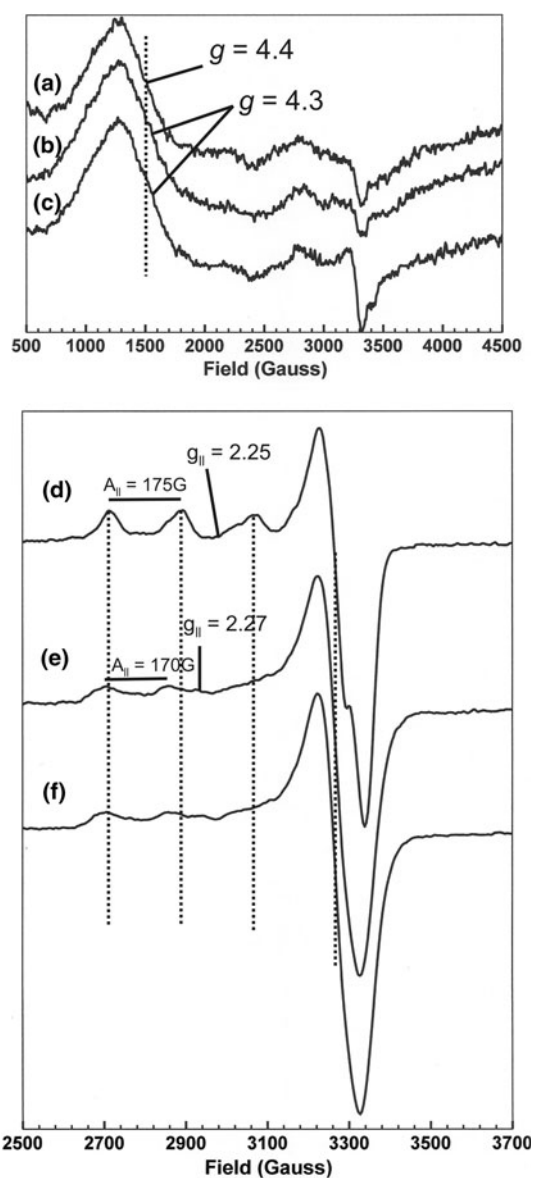 (a)
g = 4.4
(b)
g = 4.3
(c)
500 1000 1500 2000 2500 3000 3500 4000 4500
Field (Gauss)
(d)
g|| = 2.25
A|| = 175G
(e)
g|| = 2.27
A|| = 170G
(f)
2500 2700 2900 3100 3300 3500 3700
Field (Gauss)